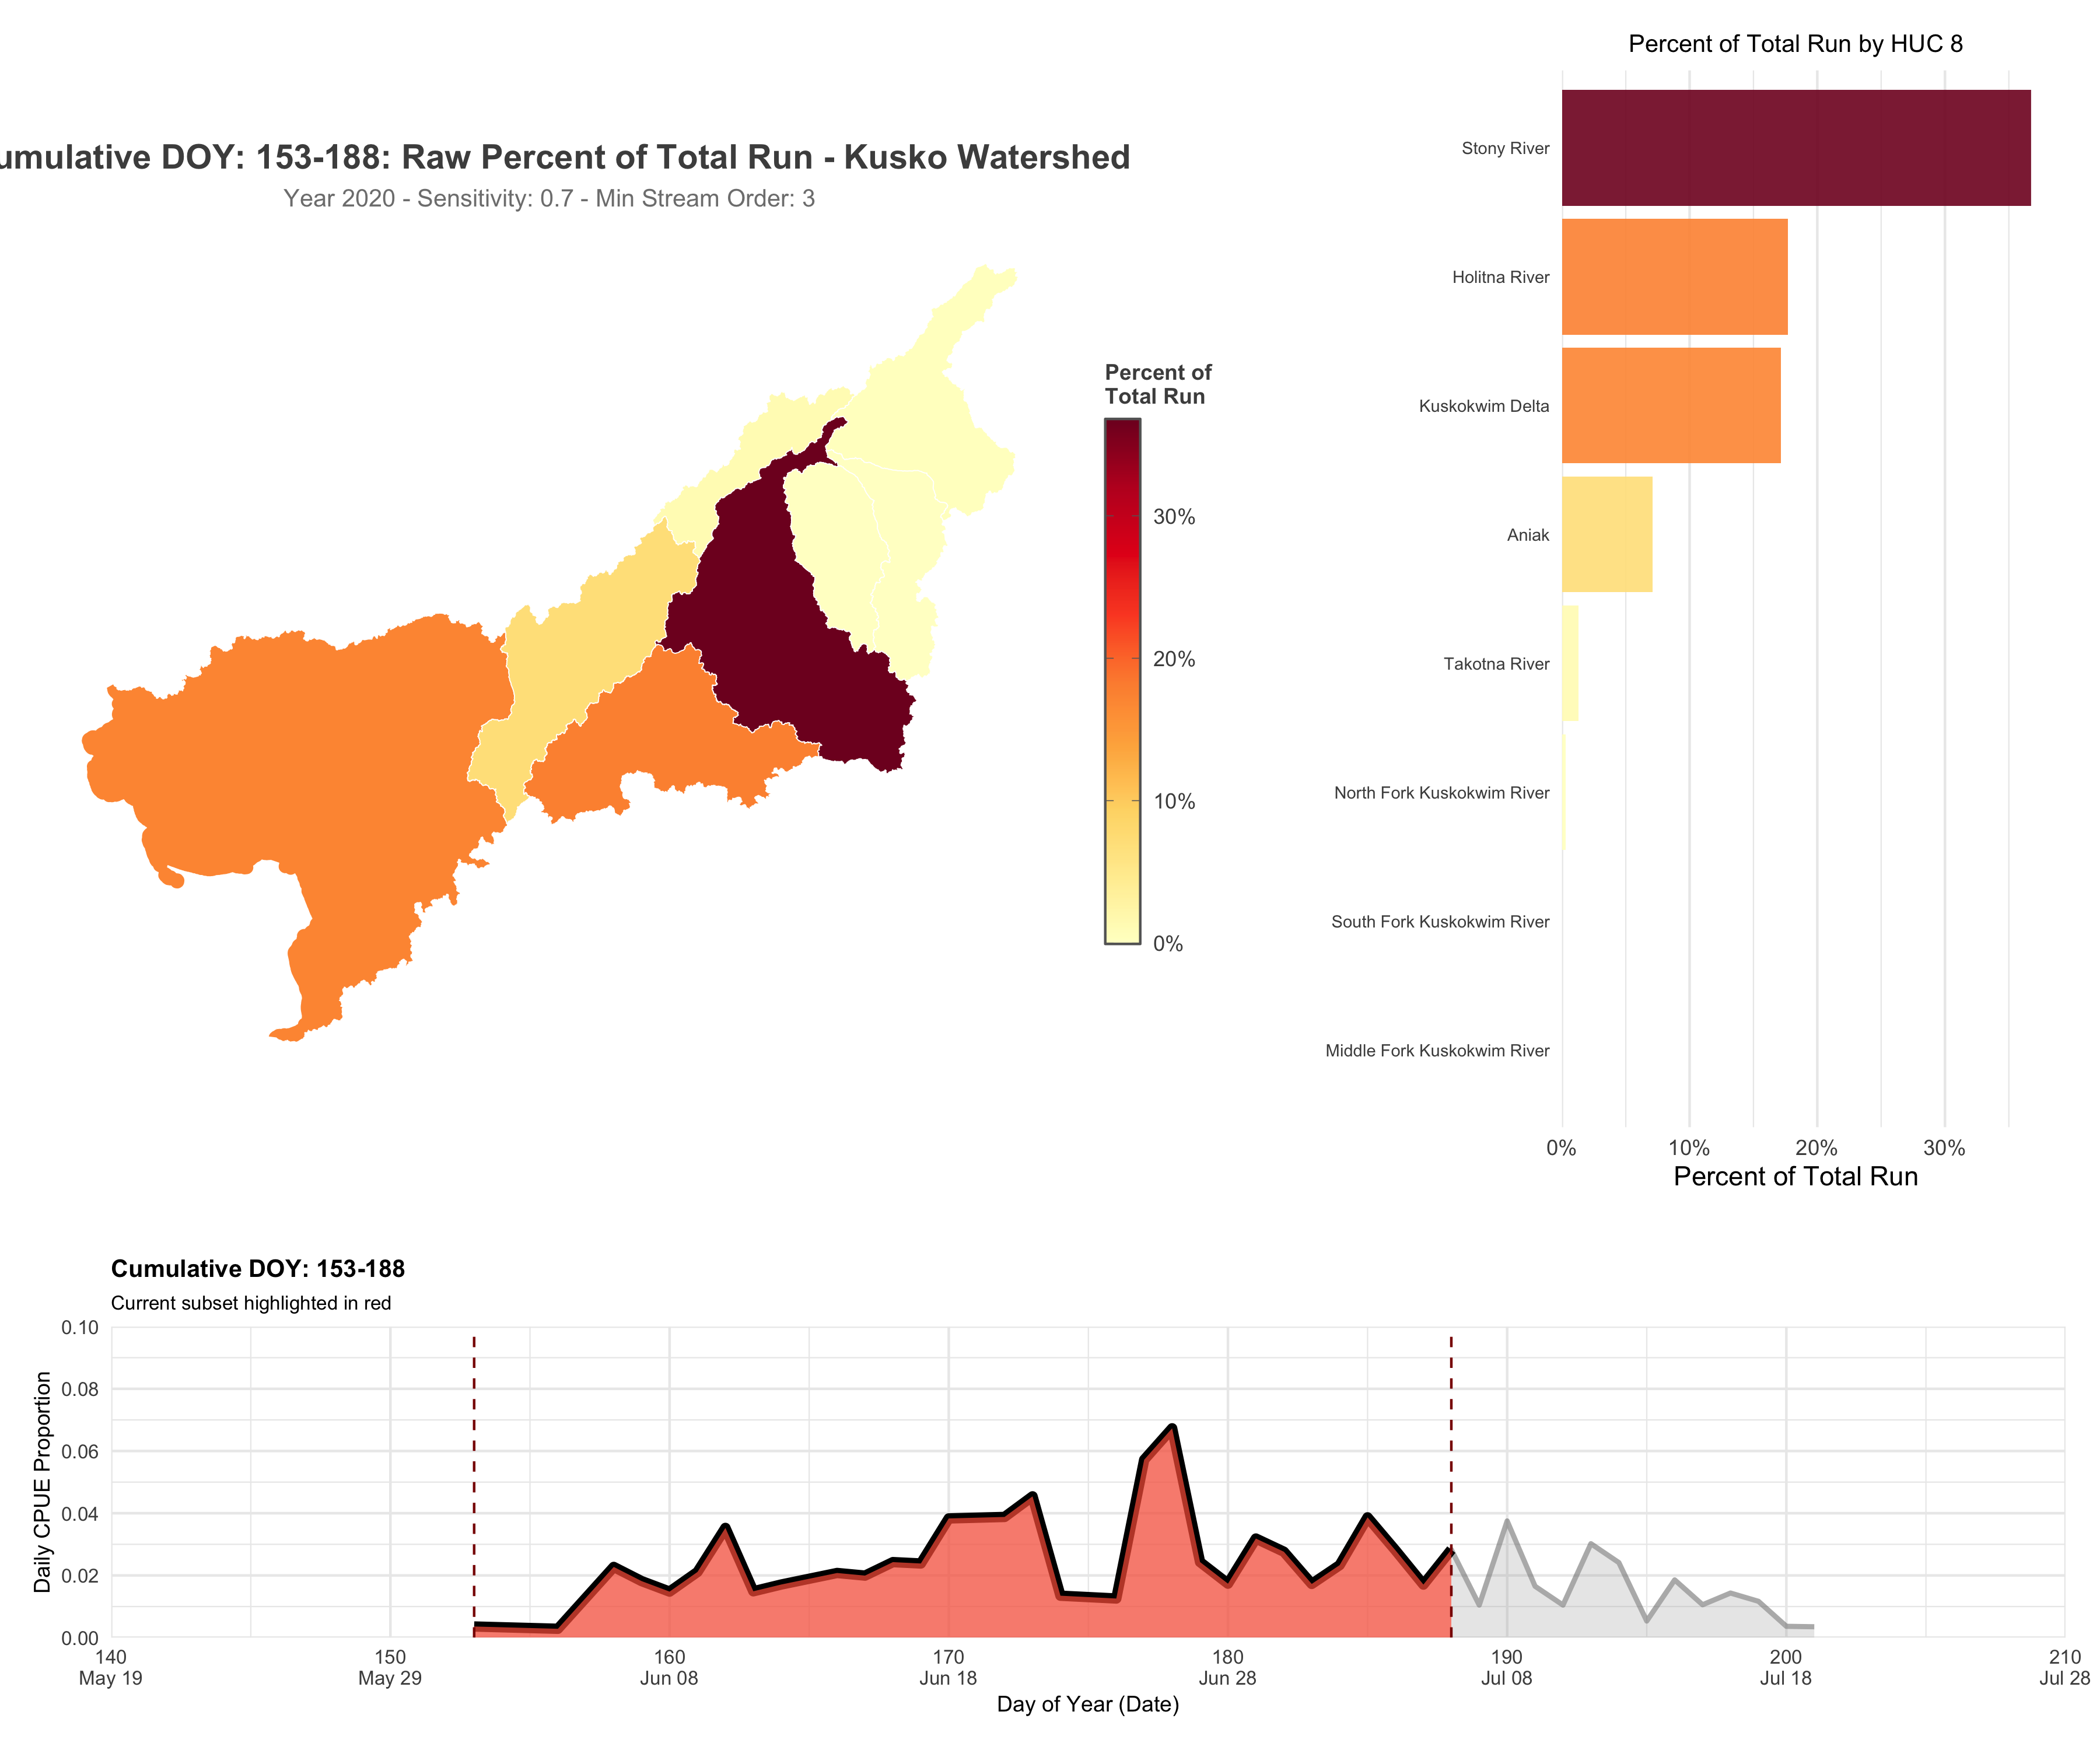 umulative DOY: 153-188: Raw Percent of Total Run - Kusko Watershed
Year 2020 - Sensitivity: 0.7 - Min Stream Order: 3
Percent of
Total Run
30%
20%
10%
0%
Percent of Total Run by HUC 8
Stony River
Holitna River
Kuskokwim Delta
Aniak
Takotna River
North Fork Kuskokwim River
South Fork Kuskokwim River
Middle Fork Kuskokwim River
0% 10% 20% 30%
Percent of Total Run
Cumulative DOY: 153-188
Current subset highlighted in red
Daily CPUE Proportion
0.10
0.08
0.06
0.04
0.02
0.00
140 150 160 170 180 190 200 210
May 19 May 29 Jun 08 Jun 18 Jun 28 Jul 08 Jul 18 Jul 28
Day of Year (Date)